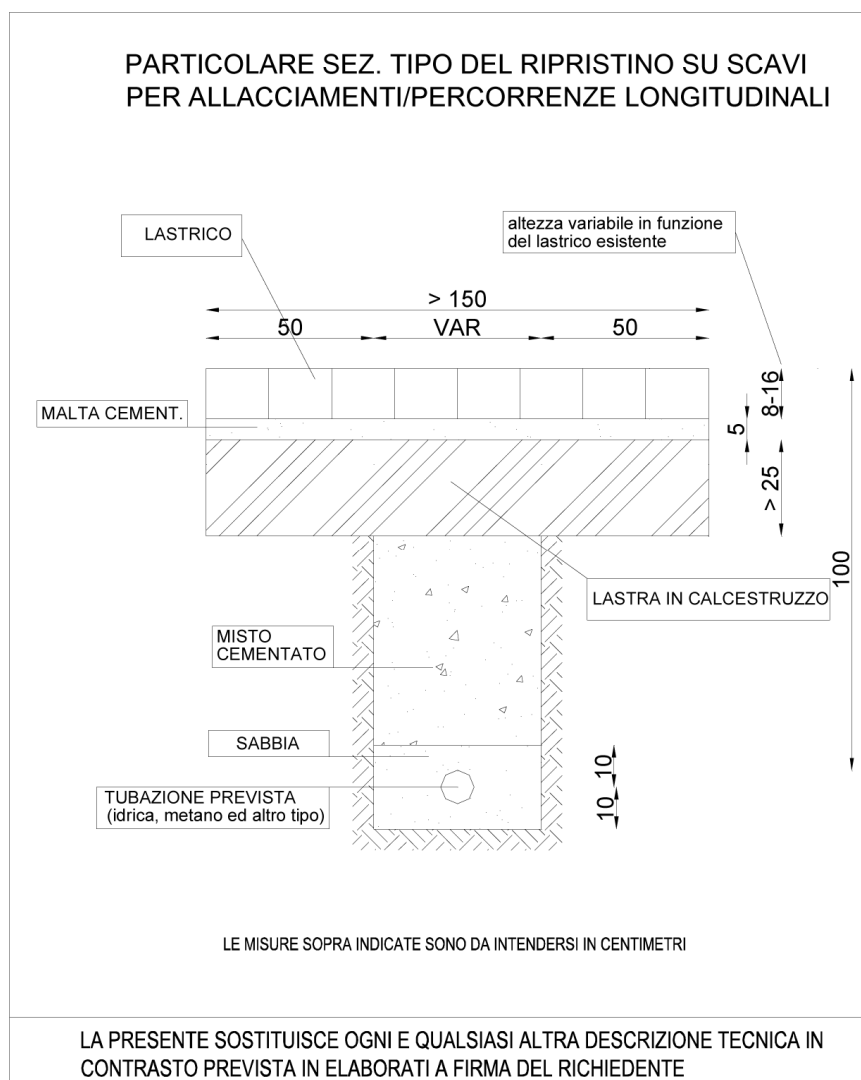 PARTICOLARE SEZ. TIPO DEL RIPRISTINO SU SCAVI
PER ALLACCIAMENTI/PERCORRENZE LONGITUDINALI
LASTRICO
altezza variabile in funzione
del lastrico esistente
> 150
50
VAR
50
MALTA CEMENT.
8-16
5
> 25
100
LASTRA IN CALCESTRUZZO
MISTO
CEMENTATO
SABBIA
10
TUBAZIONE PREVISTA
(idrica, metano ed altro tipo)
10
LE MISURE SOPRA INDICATE SONO DA INTENDERSI IN CENTIMETRI
LA PRESENTE SOSTITUISCE OGNI E QUALSIASI ALTRA DESCRIZIONE TECNICA IN
CONTRASTO PREVISTA IN ELABORATI A FIRMA DEL RICHIEDENTE